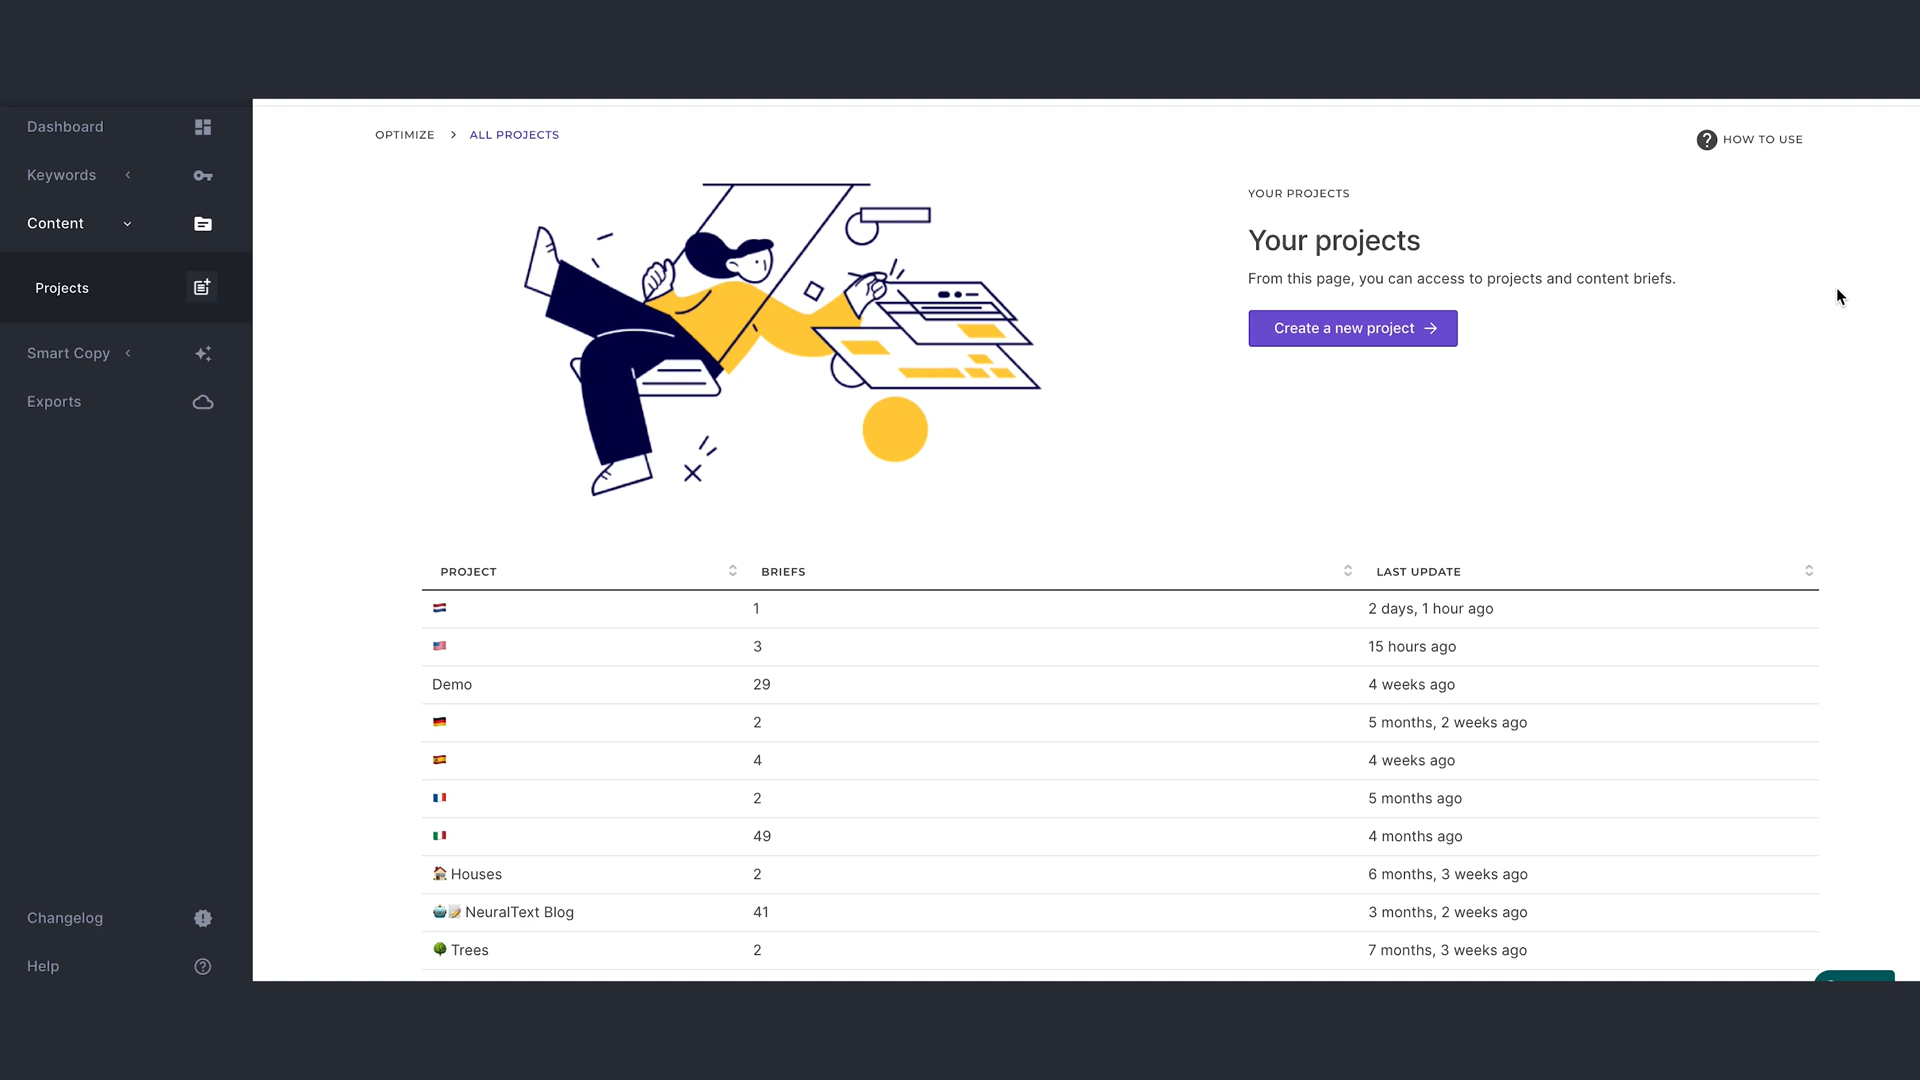 Dashboard
Keywords
Content
Projects
Smart Copy
Exports
Changelog
Help
OPTIMIZE > ALL PROJECTS
HOW TO USE
YOUR PROJECTS
Your projects
From this page, you can access to projects and content briefs.
Create a new project →
PROJECT BRIEFS LAST UPDATE
🇳🇱 1 2 days, 1 hour ago
🇺🇸 3 15 hours ago
Demo 29 4 weeks ago
🇩🇪 2 5 months, 2 weeks ago
🇪🇸 4 4 weeks ago
🇫🇷 2 5 months ago
🇮🇹 49 4 months ago
🏠 Houses 2 6 months, 3 weeks ago
🤖📝 NeuralText Blog 41 3 months, 2 weeks ago
🌳 Trees 2 7 months, 3 weeks ago